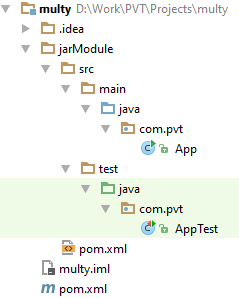 multy D:\Work\PVT\Projects\multy
.idea
jarModule
src
main
java
com.pvt
App
test
java
com.pvt
AppTest
pom.xml
multy.iml
pom.xml